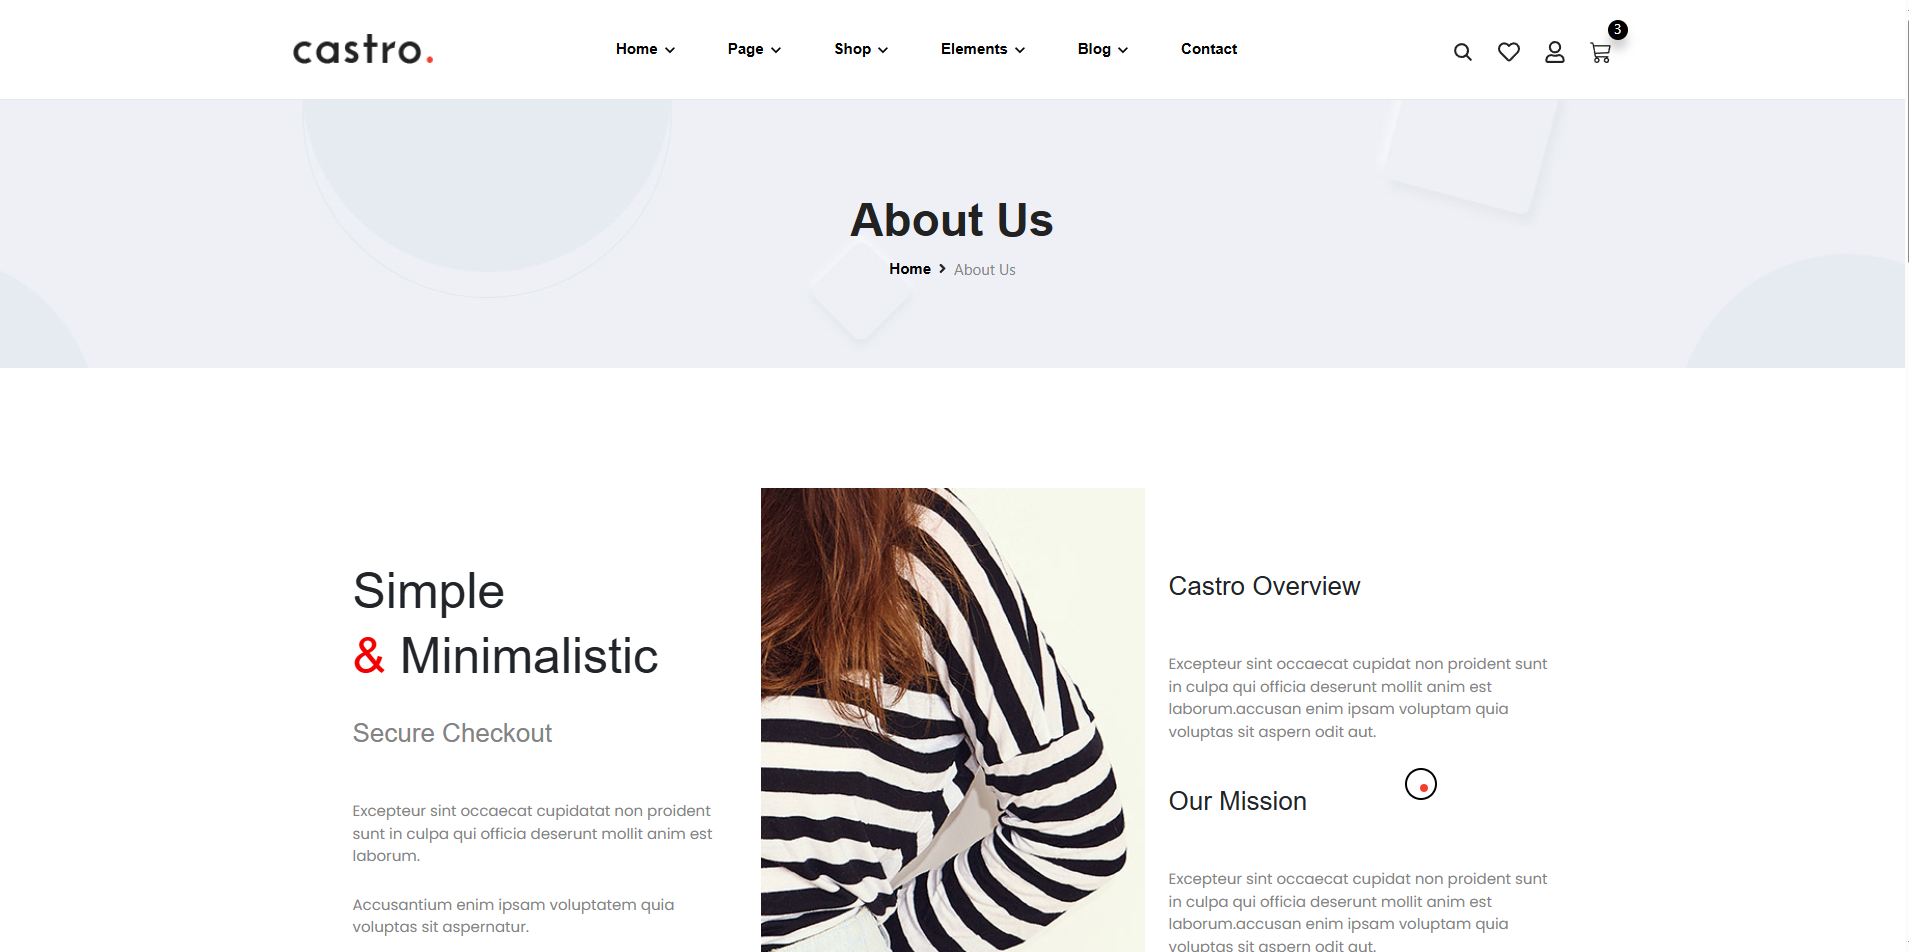 castro.
Home
Page
Shop
Elements
Blog
Contact
3
About Us
Home
About Us
Simple
& Minimalistic
Secure Checkout
Excepteur sint occaecat cupidatat non proident
sunt in culpa qui officia deserunt mollit anim est
laborum.
Accusantium enim ipsam voluptatem quia
voluptas sit aspernatur.
Castro Overview
Excepteur sint occaecat cupidat non proident sunt
in culpa qui officia deserunt mollit anim est
laborum.accusan enim ipsam voluptam quia
voluptas sit aspern odit aut.
Our Mission
Excepteur sint occaecat cupidat non proident sunt
in culpa qui officia deserunt mollit anim est
laborum.accusan enim ipsam voluptam quia
voluptas sit aspern odit aut.